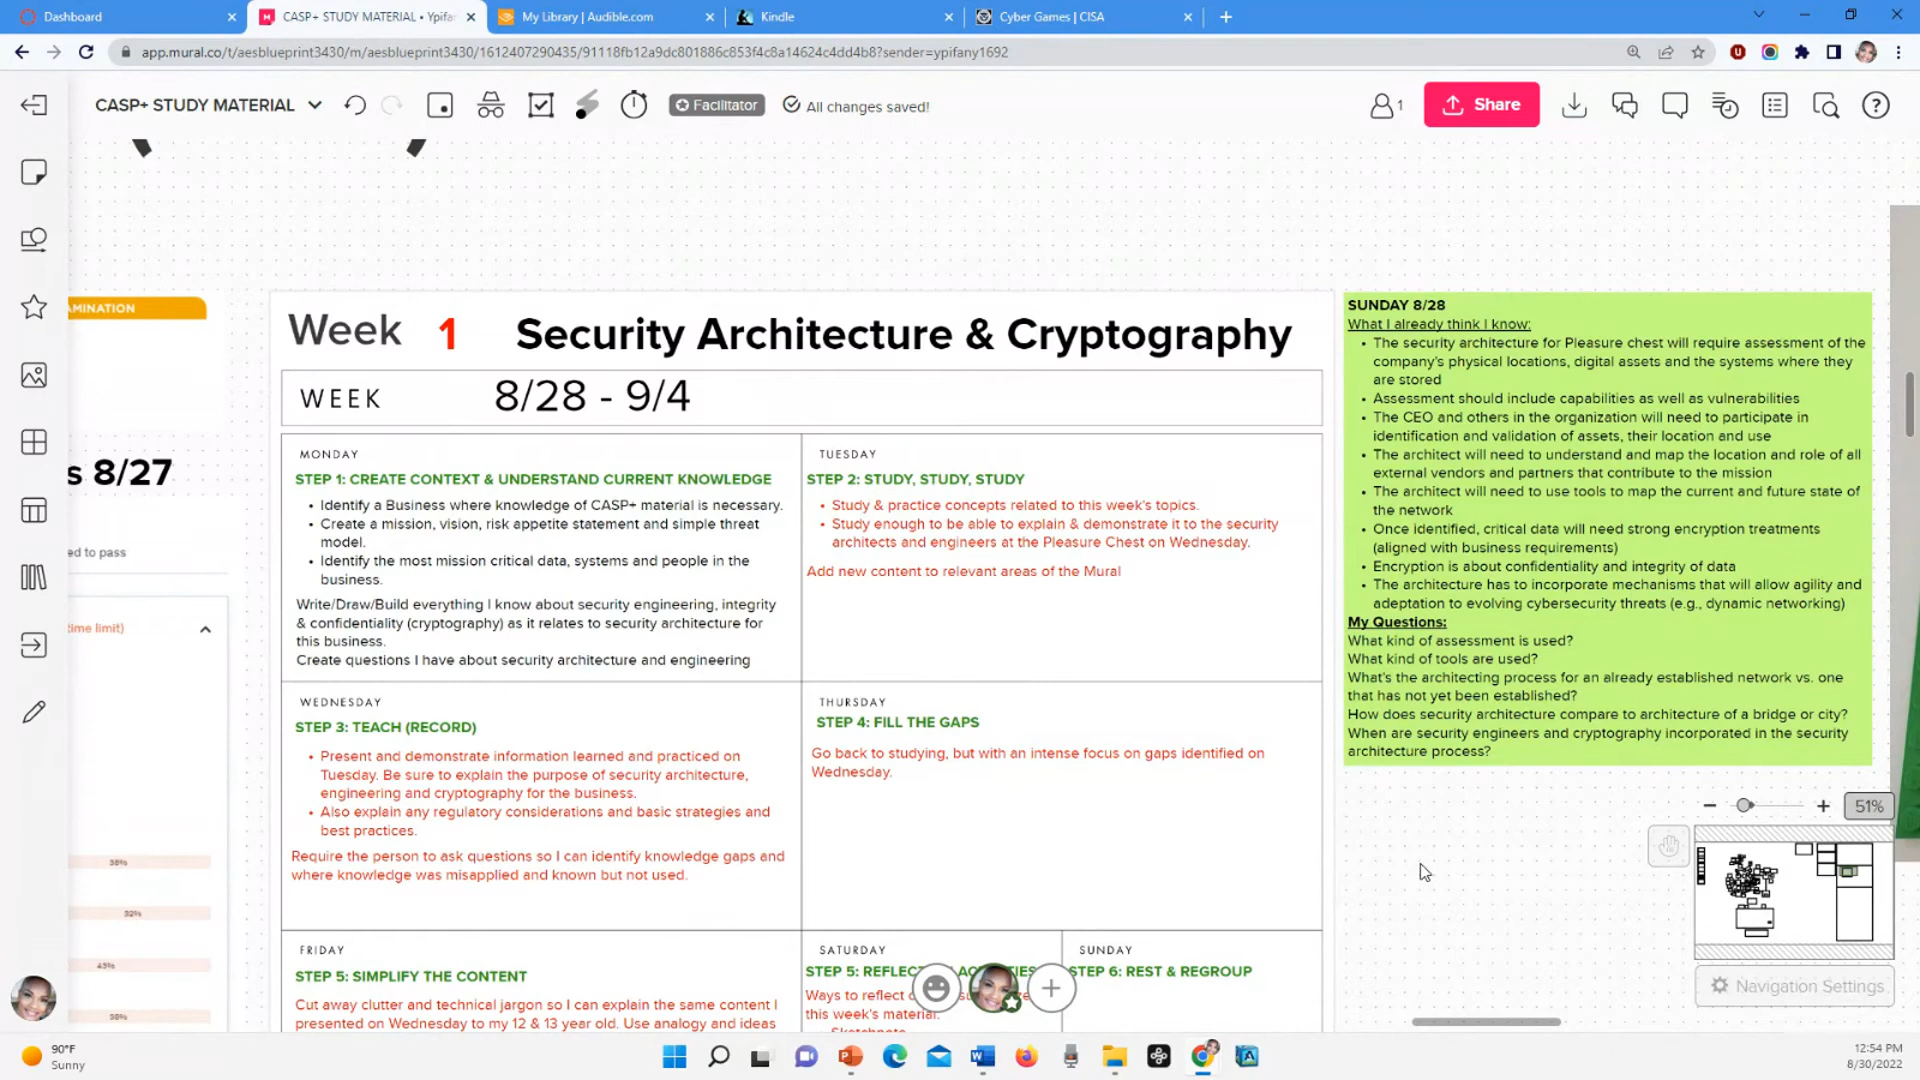 Dashboard
CASP+ STUDY MATERIAL • Ypifan
My Library | Audible.com
Kindle
Cyber Games | CISA
app.mural.co/t/aesblueprint3430/m/aesblueprint3430/1612407290435/91118fb12a9dc801886c853f4c8a14624c4dd4b8?sender=ypifany1692
CASP+ STUDY MATERIAL
Facilitator
All changes saved!
1
Share
AMINATION
s 8/27
ed to pass
time limit)
38%
32%
43%
38%
Week 1 Security Architecture & Cryptography
WEEK 8/28 - 9/4
MONDAY
STEP 1: CREATE CONTEXT & UNDERSTAND CURRENT KNOWLEDGE
• Identify a Business where knowledge of CASP+ material is necessary.
• Create a mission, vision, risk appetite statement and simple threat
model.
• Identify the most mission critical data, systems and people in the
business.
Write/Draw/Build everything I know about security engineering, integrity
& confidentiality (cryptography) as it relates to security architecture for
this business.
Create questions I have about security architecture and engineering
TUESDAY
STEP 2: STUDY, STUDY, STUDY
• Study & practice concepts related to this week's topics.
• Study enough to be able to explain & demonstrate it to the security
architects and engineers at the Pleasure Chest on Wednesday.
Add new content to relevant areas of the Mural
WEDNESDAY
STEP 3: TEACH (RECORD)
• Present and demonstrate information learned and practiced on
Tuesday. Be sure to explain the purpose of security architecture,
engineering and cryptography for the business.
• Also explain any regulatory considerations and basic strategies and
best practices.
Require the person to ask questions so I can identify knowledge gaps and
where knowledge was misapplied and known but not used.
THURSDAY
STEP 4: FILL THE GAPS
Go back to studying, but with an intense focus on gaps identified on
Wednesday.
FRIDAY
STEP 5: SIMPLIFY THE CONTENT
Cut away clutter and technical jargon so I can explain the same content I
presented on Wednesday to my 12 & 13 year old. Use analogy and ideas
SATURDAY
STEP 5: REFLECT
Ways to reflect
this week's material.
SUNDAY
STEP 6: REST & REGROUP
SUNDAY 8/28
What I already think I know:
• The security architecture for Pleasure chest will require assessment of the
company's physical locations, digital assets and the systems where they
are stored
• Assessment should include capabilities as well as vulnerabilities
• The CEO and others in the organization will need to participate in
identification and validation of assets, their location and use
• The architect will need to understand and map the location and role of all
external vendors and partners that contribute to the mission
• The architect will need to use tools to map the current and future state of
the network
• Once identified, critical data will need strong encryption treatments
(aligned with business requirements)
• Encryption is about confidentiality and integrity of data
• The architecture has to incorporate mechanisms that will allow agility and
adeptation to evolving cybersecurity threats (e.g., dynamic networking)
My Questions:
What kind of assessment is used?
What kind of tools are used?
What's the architecting process for an already established network vs. one
that has not yet been established?
How does security architecture compare to architecture of a bridge or city?
When are security engineers and cryptography incorporated in the security
architecture process?
51%
Navigation Settings
90°F
Sunny
12:54 PM
8/30/2022